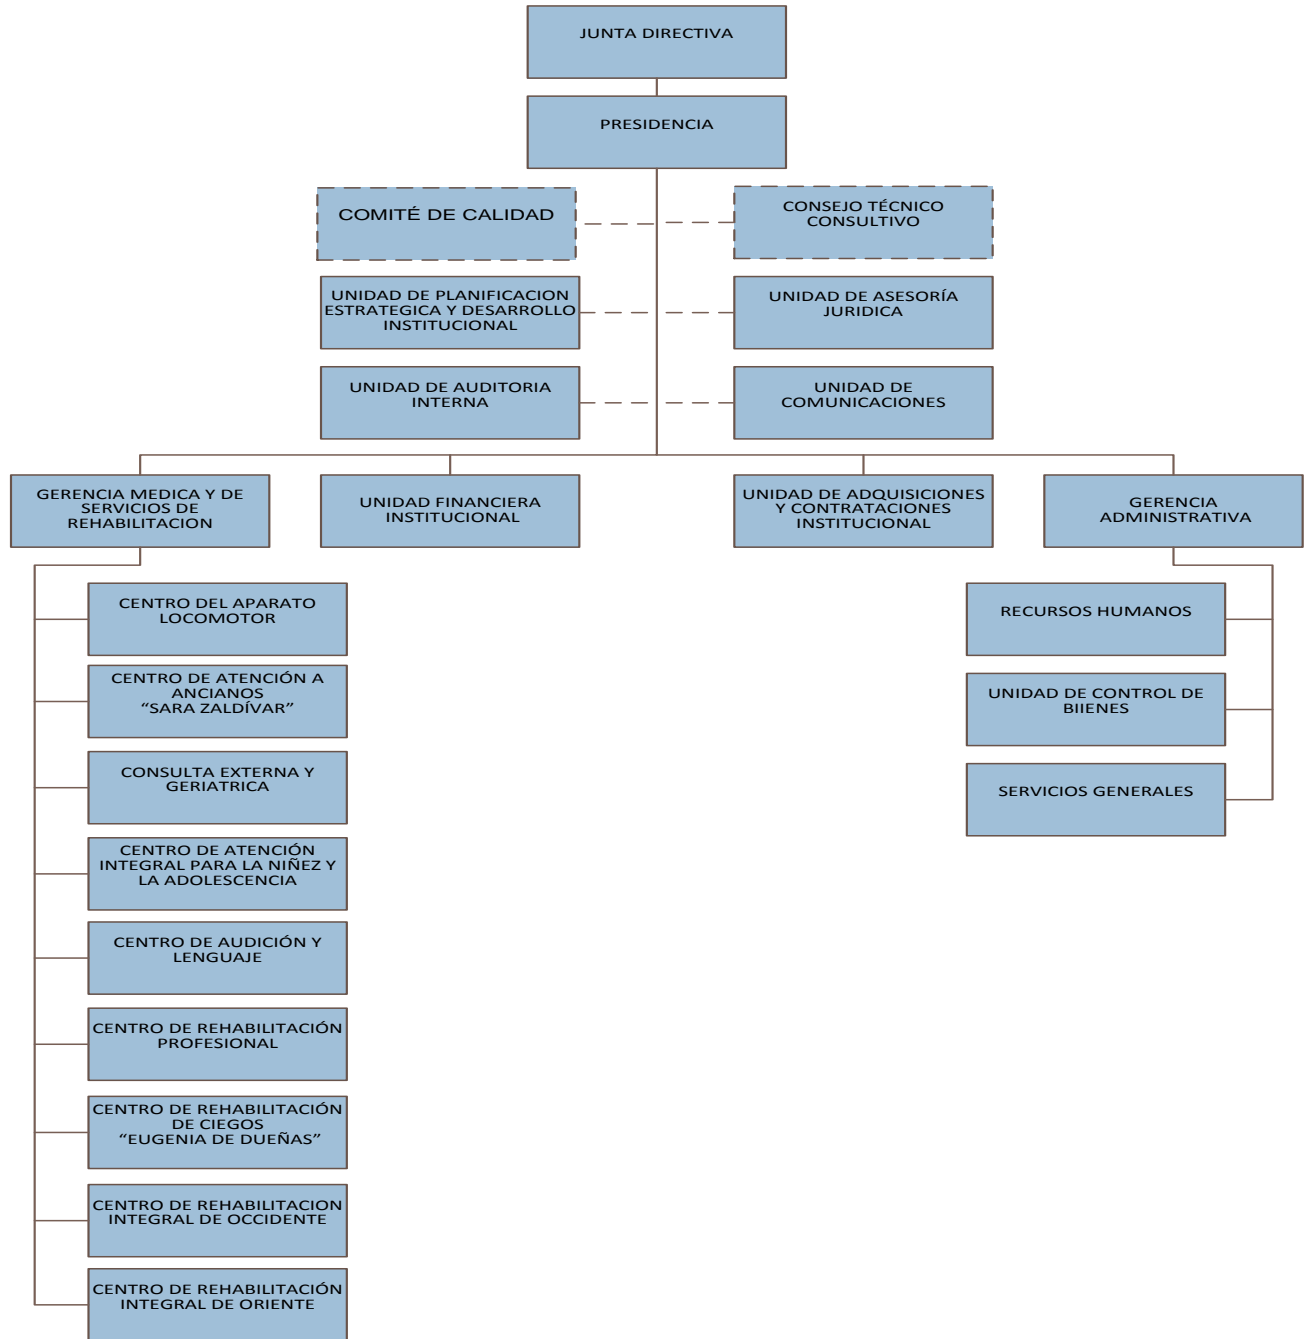 JUNTA DIRECTIVA
PRESIDENCIA
COMITÉ DE CALIDAD
CONSEJO TÉCNICO
CONSULTIVO
UNIDAD DE PLANIFICACION
ESTRATEGICA Y DESARROLLO
INSTITUCIONAL
UNIDAD DE ASESORÍA
JURIDICA
UNIDAD DE AUDITORIA
INTERNA
UNIDAD DE
COMUNICACIONES
GERENCIA MEDICA Y DE
SERVICIOS DE
REHABILITACION
UNIDAD FINANCIERA
INSTITUCIONAL
UNIDAD DE ADQUISICIONES
Y CONTRATACIONES
INSTITUCIONAL
GERENCIA
ADMINISTRATIVA
CENTRO DEL APARATO
LOCOMOTOR
CENTRO DE ATENCIÓN A
ANCIANOS
“SARA ZALDÍVAR”
CONSULTA EXTERNA Y
GERIATRICA
CENTRO DE ATENCIÓN
INTEGRAL PARA LA NIÑEZ Y
LA ADOLESCENCIA
CENTRO DE AUDICIÓN Y
LENGUAJE
CENTRO DE REHABILITACIÓN
PROFESIONAL
CENTRO DE REHABILITACIÓN
DE CIEGOS
“EUGENIA DE DUEÑAS”
CENTRO DE REHABILITACION
INTEGRAL DE OCCIDENTE
CENTRO DE REHABILITACIÓN
INTEGRAL DE ORIENTE
RECURSOS HUMANOS
UNIDAD DE CONTROL DE
BIIENES
SERVICIOS GENERALES